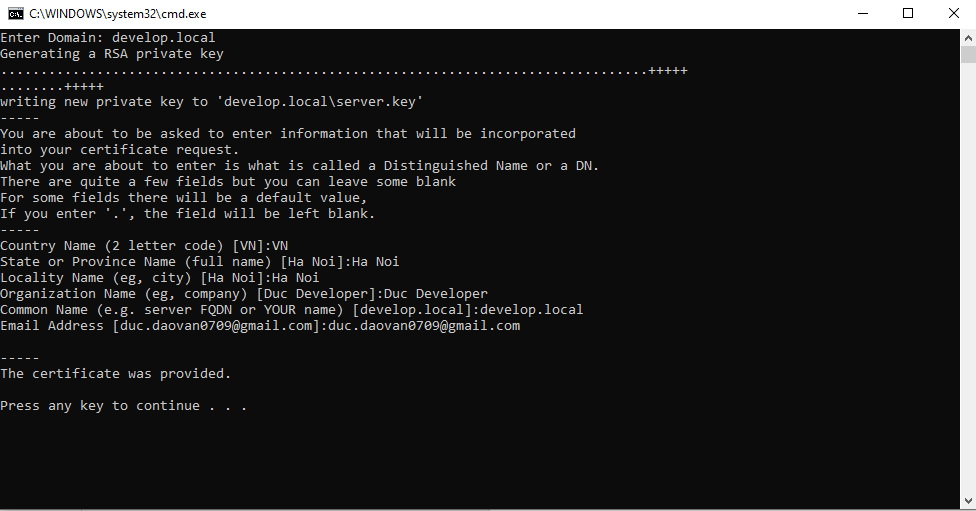 C:\WINDOWS\system32\cmd.exe
Enter Domain: develop.local
Generating a RSA private key
.................................................................................+++++
........+++++
writing new private key to 'develop.local\server.key'
-----
You are about to be asked to enter information that will be incorporated
into your certificate request.
What you are about to enter is what is called a Distinguished Name or a DN.
There are quite a few fields but you can leave some blank
For some fields there will be a default value,
If you enter '.', the field will be left blank.
-----
Country Name (2 letter code) [VN]:VN
State or Province Name (full name) [Ha Noi]:Ha Noi
Locality Name (eg, city) [Ha Noi]:Ha Noi
Organization Name (eg, company) [Duc Developer]:Duc Developer
Common Name (e.g. server FQDN or YOUR name) [develop.local]:develop.local
Email Address [duc.daovan0709@gmail.com]:duc.daovan0709@gmail.com
-----
The certificate was provided.
Press any key to continue . . .